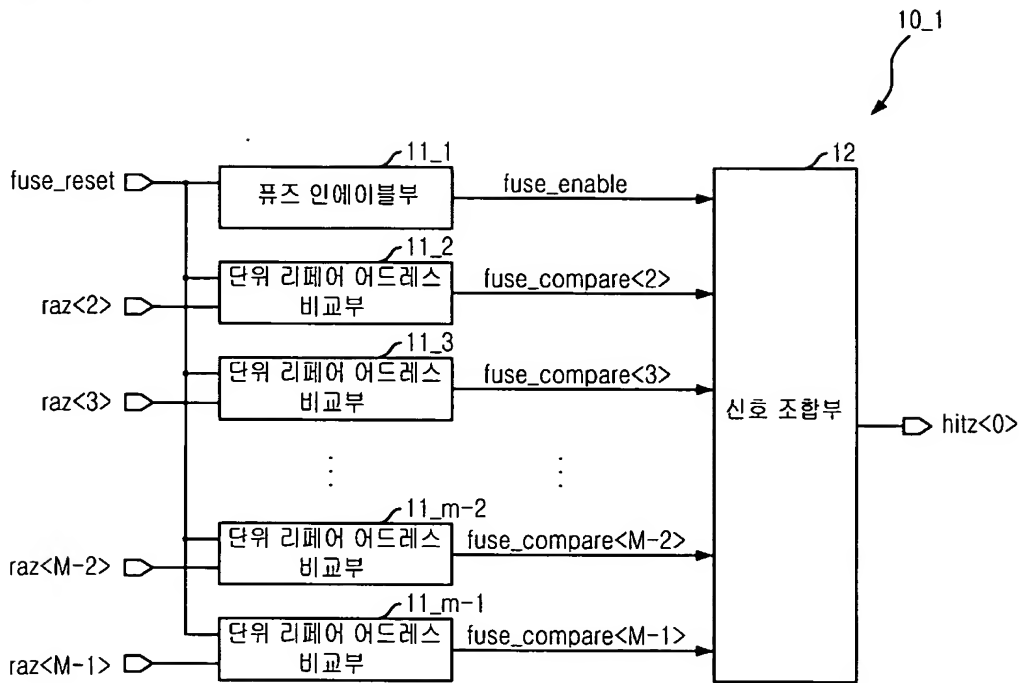 10_1
11_1
12
fuse_reset
퓨즈 인에이블부
fuse_enable
11_2
단위 리페어 어드레스
비교부
fuse_compare<2>
raz<2>
11_3
단위 리페어 어드레스
비교부
fuse_compare<3>
raz<3>
신호 조합부
hitz<0>
11_m-2
단위 리페어 어드레스
비교부
fuse_compare<M-2>
raz<M-2>
11_m-1
단위 리페어 어드레스
비교부
fuse_compare<M-1>
raz<M-1>